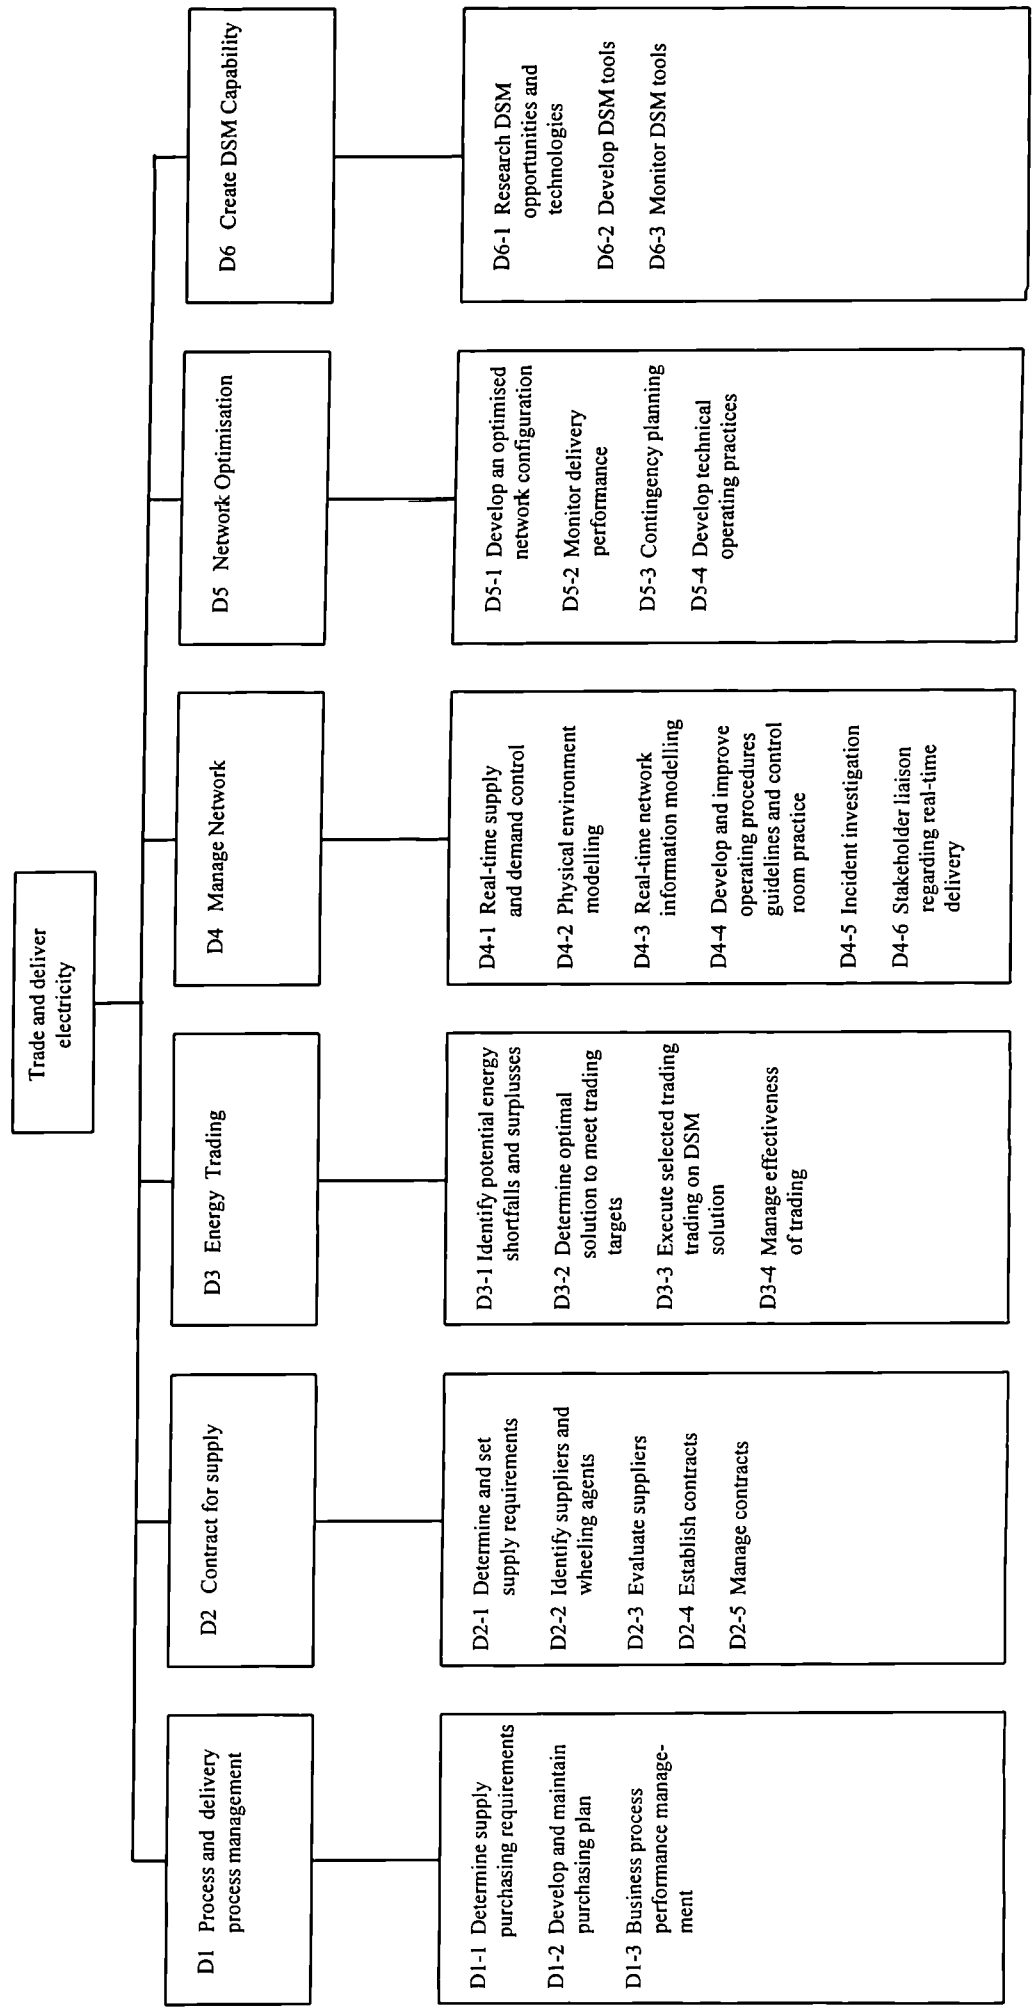 Trade and deliver
electricity
D1 Process and delivery
process management
D1-1 Determine supply
purchasing requirements
D1-2 Develop and maintain
purchasing plan
D1-3 Business process
performance manage-
ment
D2 Contract for supply
D2-1 Determine and set
supply requirements
D2-2 Identify suppliers and
wheeling agents
D2-3 Evaluate suppliers
D2-4 Establish contracts
D2-5 Manage contracts
D3 Energy Trading
D3-1 Identify potential energy
shortfalls and surplusses
D3-2 Determine optimal
solution to meet trading
targets
D3-3 Execute selected trading
trading on DSM
solution
D3-4 Manage effectiveness
of trading
D4 Manage Network
D4-1 Real-time supply
and demand control
D4-2 Physical environment
modelling
D4-3 Real-time network
information modelling
D4-4 Develop and improve
operating procedures
guidelines and control
room practice
D4-5 Incident investigation
D4-6 Stakeholder liaison
regarding real-time
delivery
D5 Network Optimisation
D5-1 Develop an optimised
network configuration
D5-2 Monitor delivery
performance
D5-3 Contingency planning
D5-4 Develop technical
operating practices
D6 Create DSM Capability
D6-1 Research DSM
opportunities and
technologies
D6-2 Develop DSM tools
D6-3 Monitor DSM tools